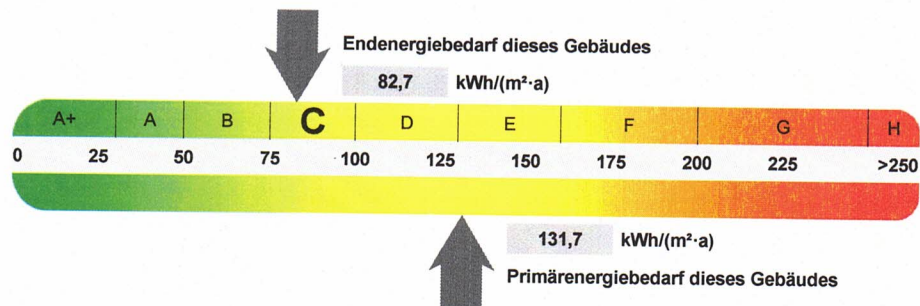 Endenergiebedarf dieses Gebäudes
82,7 kWh/(m²·a)
A+ A B C D E F G H
0 25 50 75 100 125 150 175 200 225 >250
131,7 kWh/(m²·a)
Primärenergiebedarf dieses Gebäudes